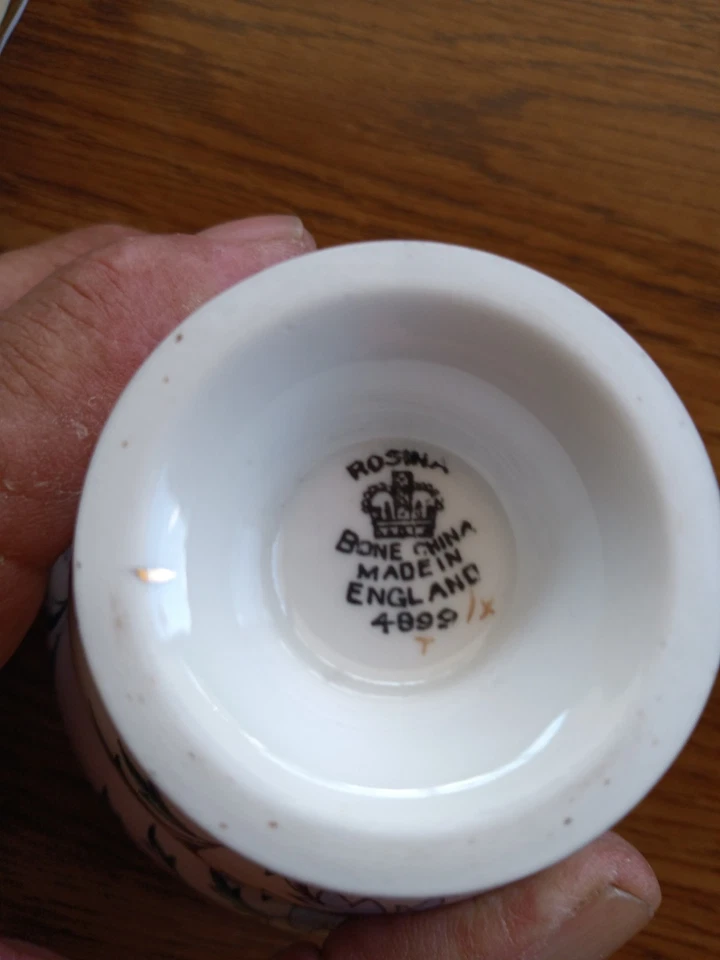 ROSINA
BONE CHINA
MADE IN
ENGLAND
4899